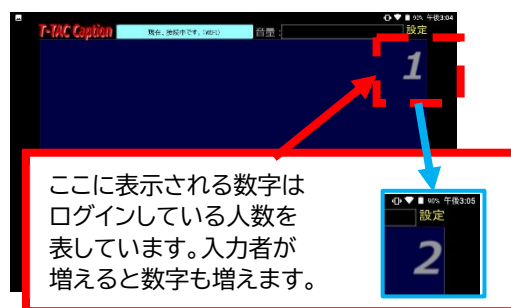 90% 午後3:04
T-TAC Caption 現在、接続中です。(WIFI) 音量: 設定
1
ここに表示される数字は
ログインしている人数を
表しています。入力者が
増えると数字も増えます。
90% 午後3:05
設定
2